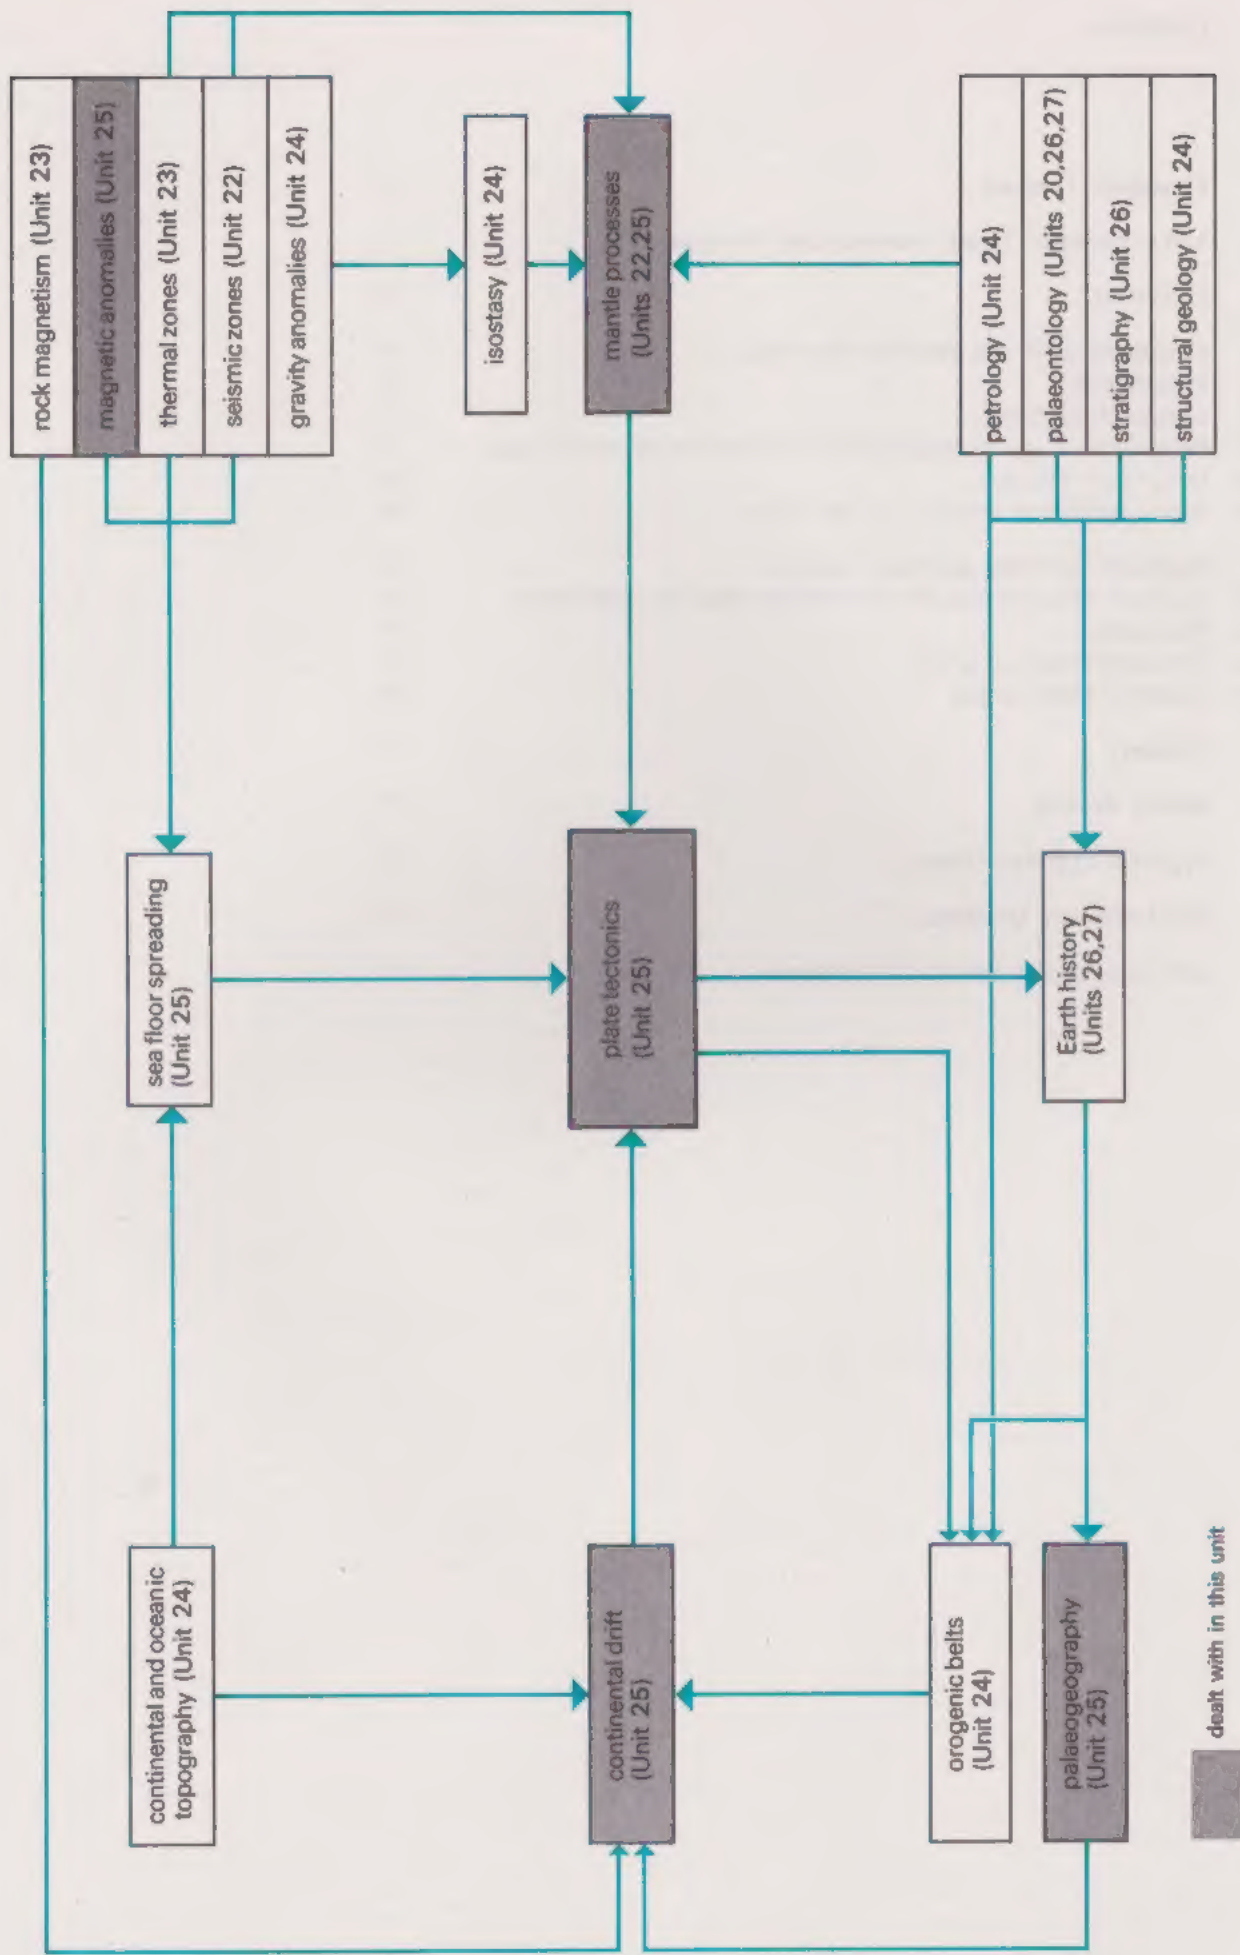 continental and oceanic
topography (Unit 24)
sea floor spreading
(Unit 25)
rock magnetism (Unit 23)
magnetic anomalies (Unit 25)
thermal zones (Unit 23)
seismic zones (Unit 22)
gravity anomalies (Unit 24)
isostasy (Unit 24)
continental drift
(Unit 25)
plate tectonics
(Unit 25)
mantle processes
(Units 22,25)
orogenic belts
(Unit 24)
palaeogeography
(Unit 25)
Earth history
(Units 26,27)
petrology (Unit 24)
palaeontology (Units 20,26,27)
stratigraphy (Unit 26)
structural geology (Unit 24)
dealt with in this unit